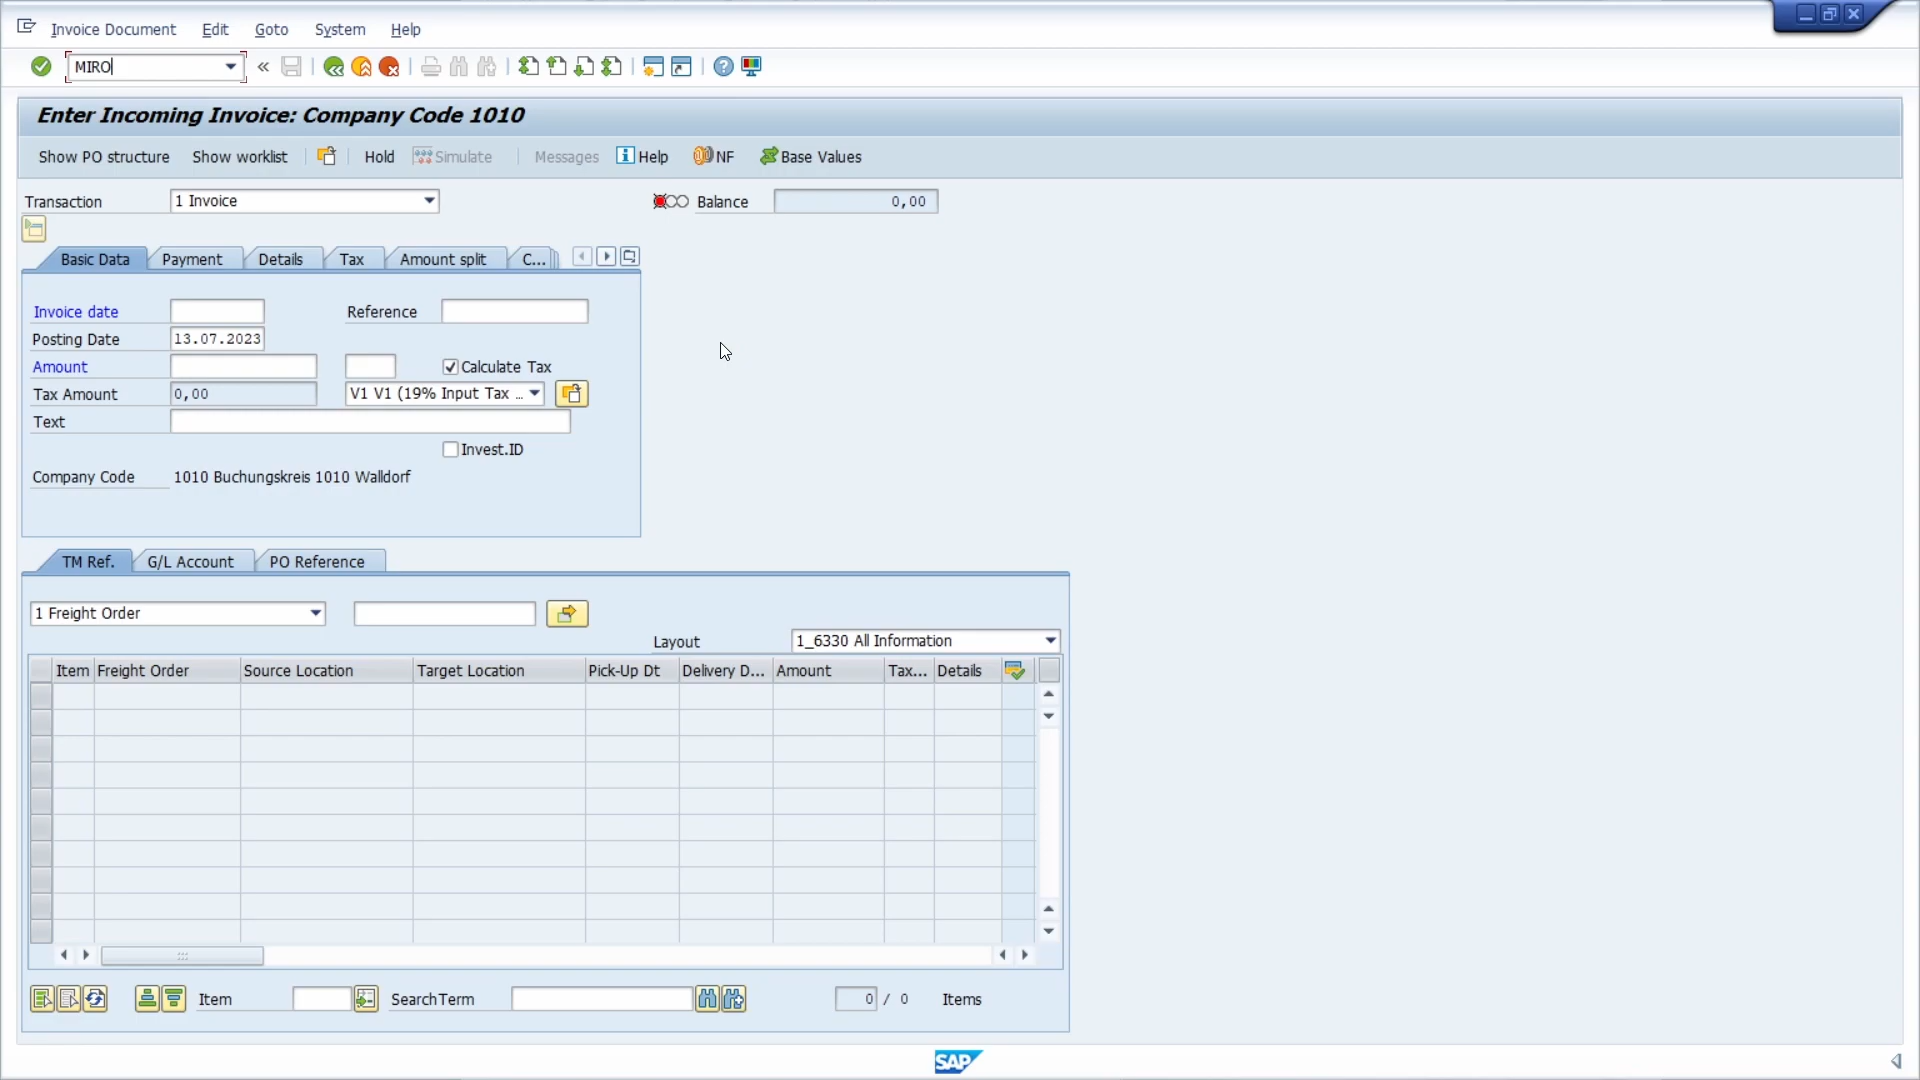 Invoice Document Edit Goto System Help
MIRO
Enter Incoming Invoice: Company Code 1010
Show PO structure Show worklist Hold Simulate Messages Help NF Base Values
Transaction 1 Invoice Balance 0,00
Basic Data Payment Details Tax Amount split C...
Invoice date Reference
Posting Date 13.07.2023
Amount Calculate Tax
Tax Amount 0,00 V1 V1 (19% Input Tax ...
Text
Invest.ID
Company Code 1010 Buchungskreis 1010 Walldorf
TM Ref. G/L Account PO Reference
1 Freight Order
Layout 1_6330 All Information
Item Freight Order Source Location Target Location Pick-Up Dt Delivery D... Amount Tax... Details
Item SearchTerm 0 / 0 Items
SAP